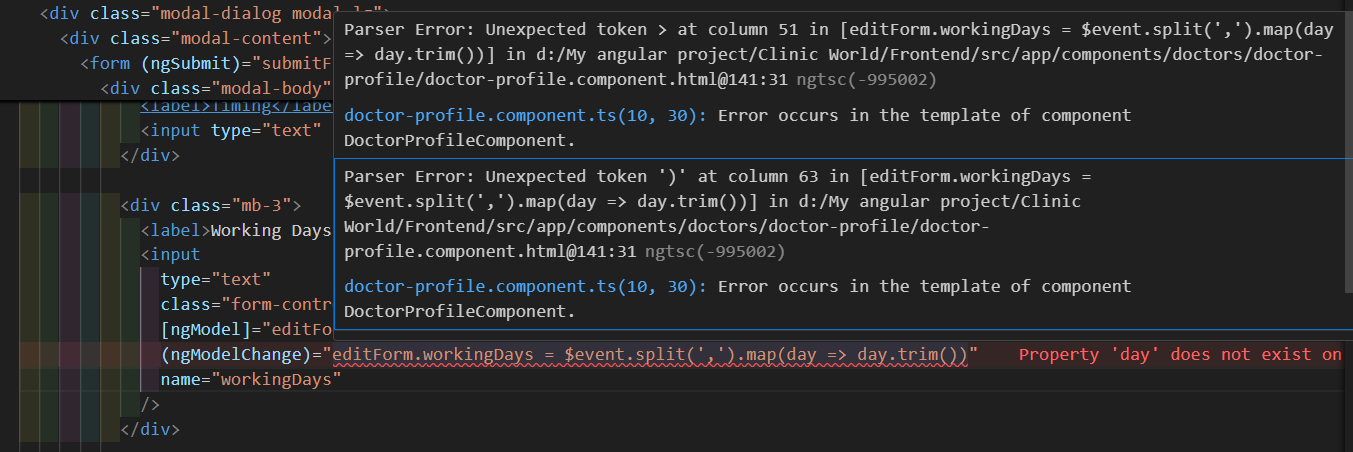 <div class="modal-dialog modal-lg">
<div class="modal-content">
<form (ngSubmit)="submitF
<div class="modal-body"
<label>Timing</labe
<input type="text"
</div>
<div class="mb-3">
<label>Working Days
<input
type="text"
class="form-contr
[ngModel]="editFo
(ngModelChange)="editForm.workingDays = $event.split(',').map(day => day.trim())" Property 'day' does not exist on
name="workingDays"
/>
</div>
Parser Error: Unexpected token > at column 51 in [editForm.workingDays = $event.split(',').map(day
=> day.trim())] in d:/My angular project/Clinic World/Frontend/src/app/components/doctors/doctor-
profile/doctor-profile.component.html@141:31 ngtsc(-995002)
doctor-profile.component.ts(10, 30): Error occurs in the template of component
DoctorProfileComponent.
Parser Error: Unexpected token ')' at column 63 in [editForm.workingDays =
$event.split(',').map(day => day.trim())] in d:/My angular project/Clinic
World/Frontend/src/app/components/doctors/doctor-profile/doctor-
profile.component.html@141:31 ngtsc(-995002)
doctor-profile.component.ts(10, 30): Error occurs in the template of component
DoctorProfileComponent.